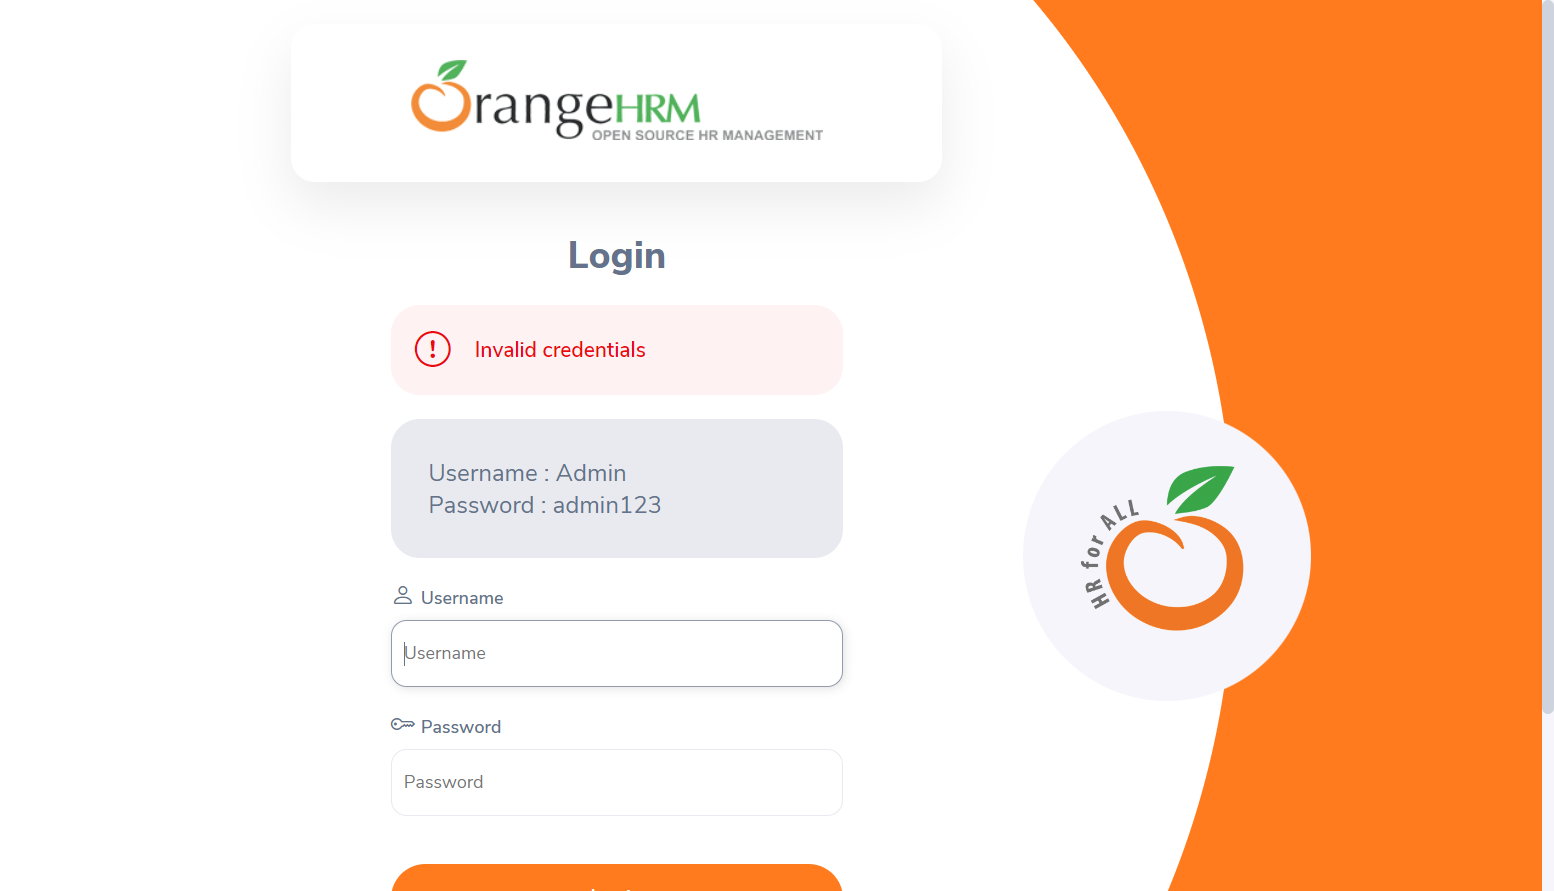 OrangeHRM
OPEN SOURCE HR MANAGEMENT
Login
Invalid credentials
Username : Admin
Password : admin123
Username
Username
Password
Password
HR for ALL